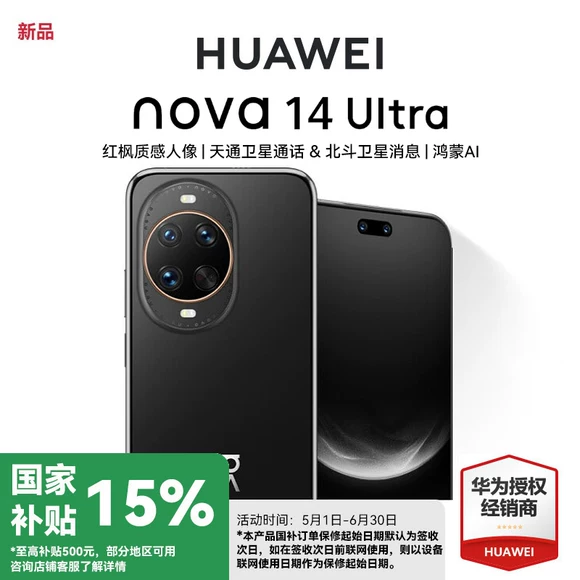 新品
HUAWEI
nova 14 Ultra
红枫质感人像 | 天通卫星通话 & 北斗卫星消息 | 鸿蒙AI
国家
补贴
15%
*至高补贴500元，部分地区可用
咨询店铺客服了解详情
活动时间：5月1日-6月30日
*本产品国补订单保修起始日期默认为签收
次日，如在签收次日前联网使用，则以设备
联网使用日期作为保修起始日期。
华为授权
经销商
HUAWEI